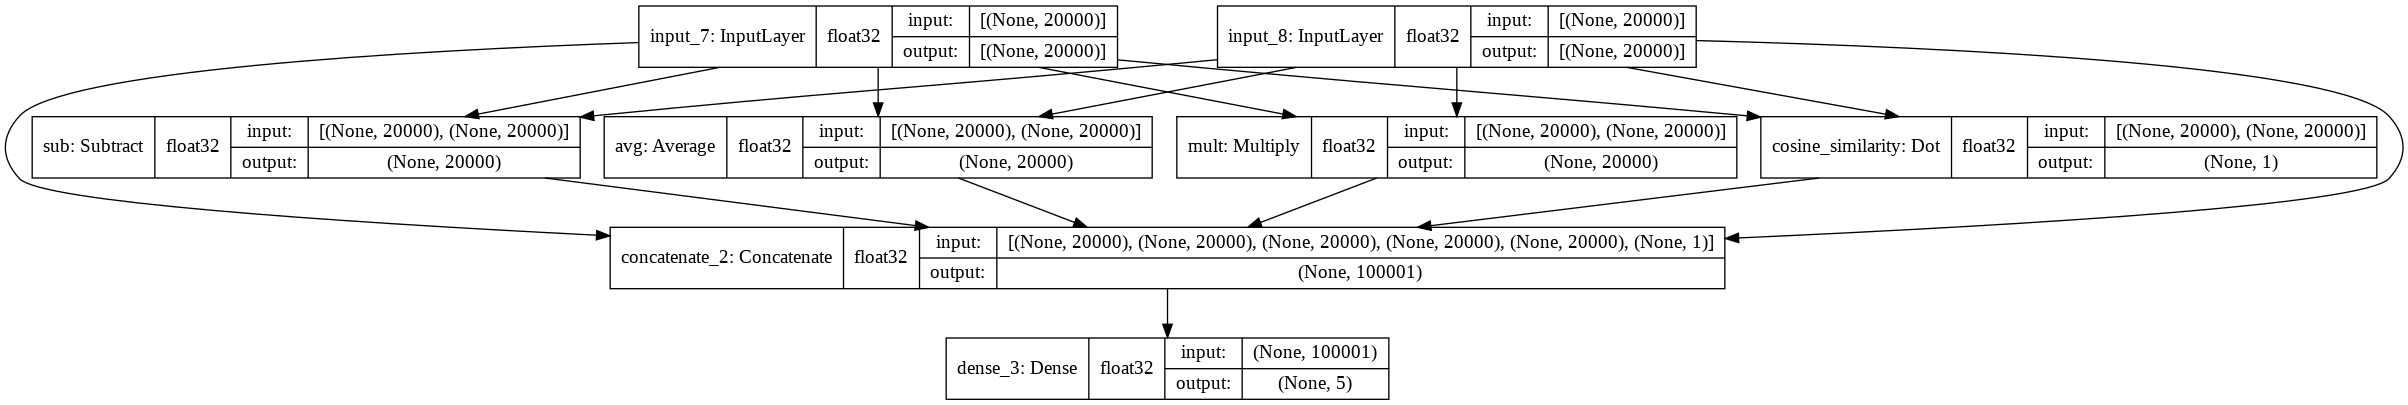 input_7: InputLayer float32 input: [(None, 20000)]
output: [(None, 20000)]
input_8: InputLayer float32 input: [(None, 20000)]
output: [(None, 20000)]
sub: Subtract float32 input: [(None, 20000), (None, 20000)]
output: (None, 20000)
avg: Average float32 input: [(None, 20000), (None, 20000)]
output: (None, 20000)
mult: Multiply float32 input: [(None, 20000), (None, 20000)]
output: (None, 20000)
cosine_similarity: Dot float32 input: [(None, 20000), (None, 20000)]
output: (None, 1)
concatenate_2: Concatenate float32 input: [(None, 20000), (None, 20000), (None, 20000), (None, 20000), (None, 20000), (None, 1)]
output: (None, 100001)
dense_3: Dense float32 input: (None, 100001)
output: (None, 5)